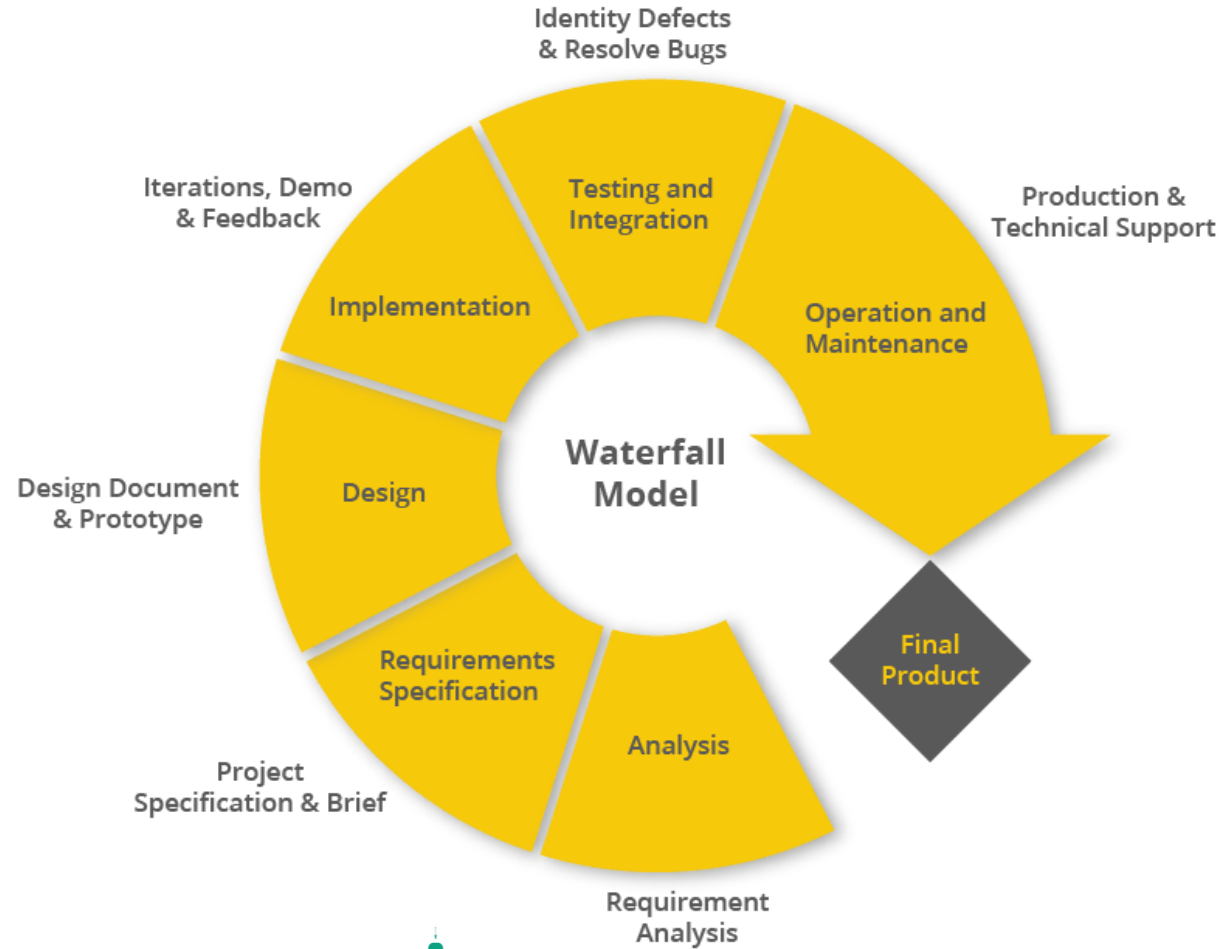 Identity Defects
& Resolve Bugs
Iterations, Demo
& Feedback
Testing and
Integration
Production &
Technical Support
Implementation
Operation and
Maintenance
Waterfall
Model
Design Document
& Prototype
Design
Requirements
Specification
Final
Product
Analysis
Project
Specification & Brief
Requirement
Analysis